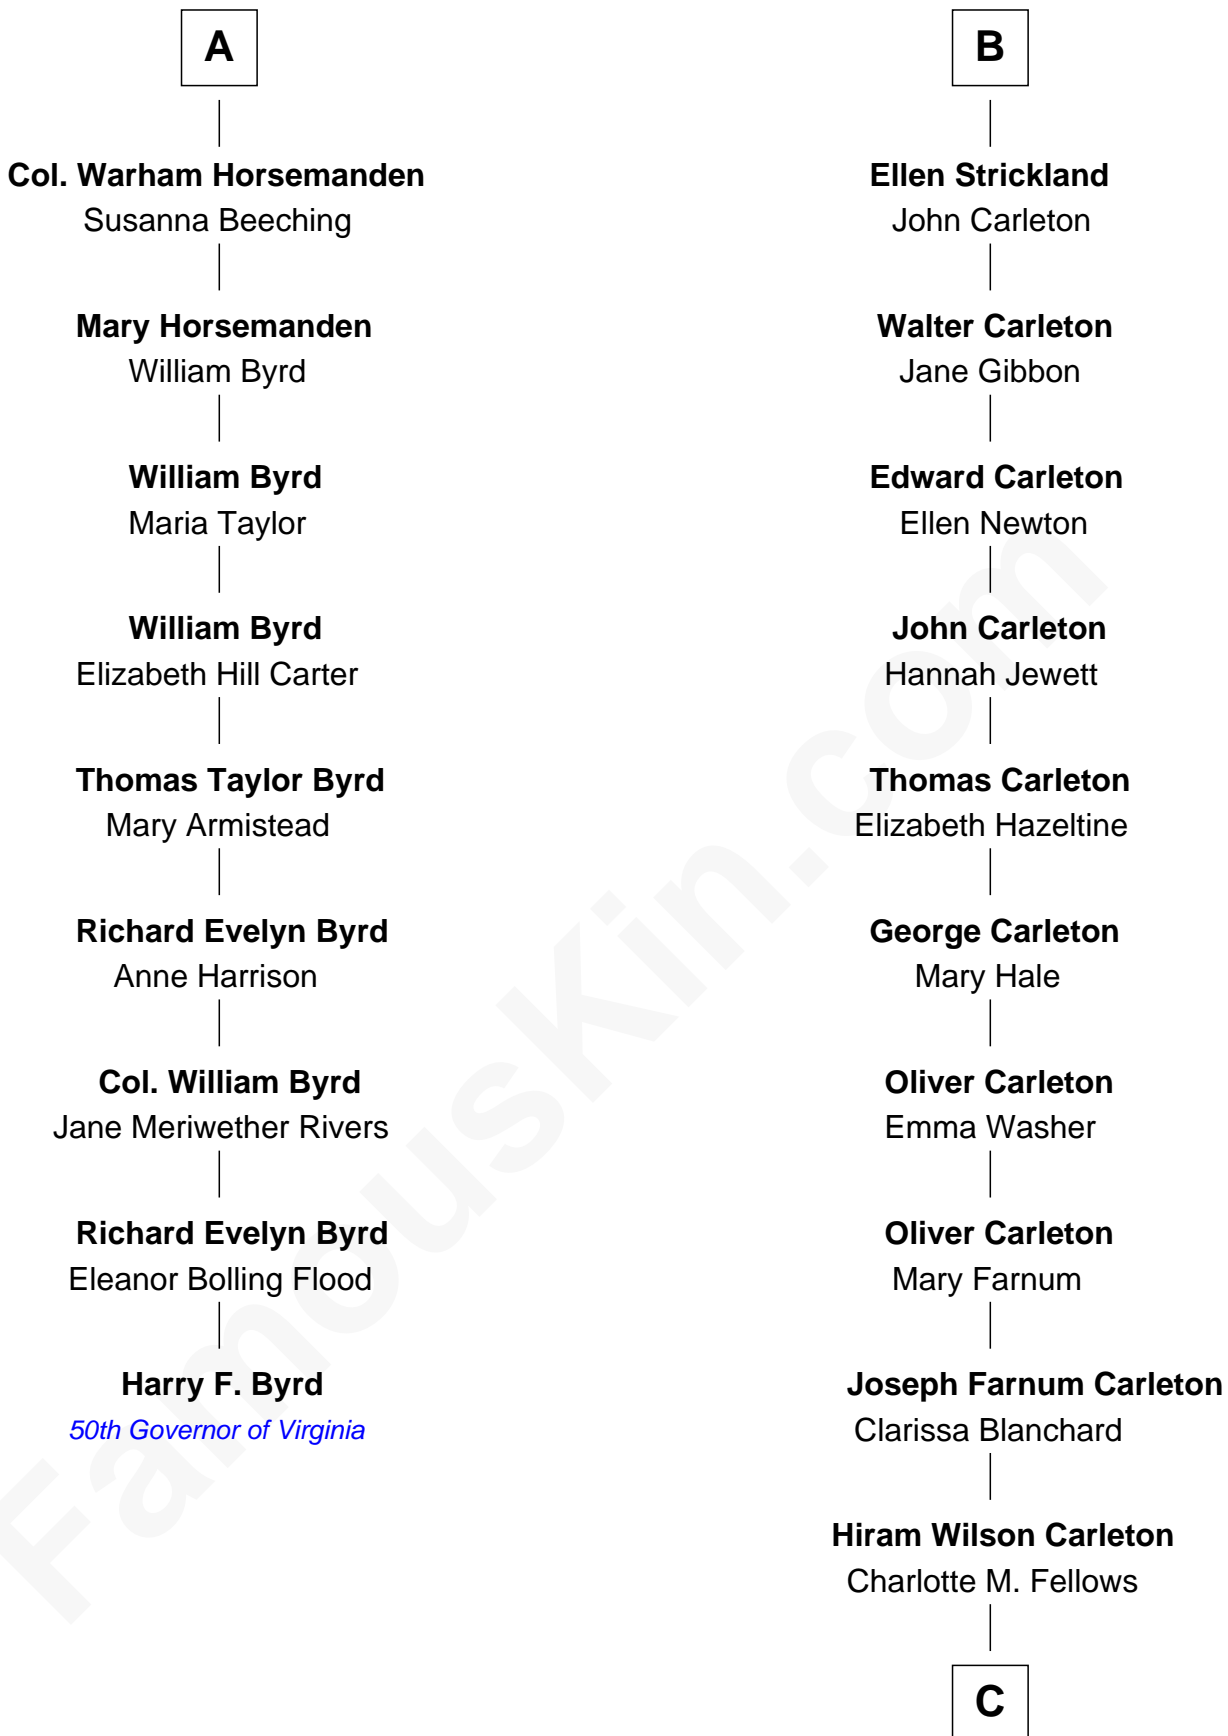 A
Col. Warham Horsemanden
Susanna Beeching
Mary Horsemanden
William Byrd
William Byrd
Maria Taylor
William Byrd
Elizabeth Hill Carter
Thomas Taylor Byrd
Mary Armistead
Richard Evelyn Byrd
Anne Harrison
Col. William Byrd
Jane Meriwether Rivers
Richard Evelyn Byrd
Eleanor Bolling Flood
Harry F. Byrd
50th Governor of Virginia
B
Ellen Strickland
John Carleton
Walter Carleton
Jane Gibbon
Edward Carleton
Ellen Newton
John Carleton
Hannah Jewett
Thomas Carleton
Elizabeth Hazeltine
George Carleton
Mary Hale
Oliver Carleton
Emma Washer
Oliver Carleton
Mary Farnum
Joseph Farnum Carleton
Clarissa Blanchard
Hiram Wilson Carleton
Charlotte M. Fellows
C
FamousKin.com